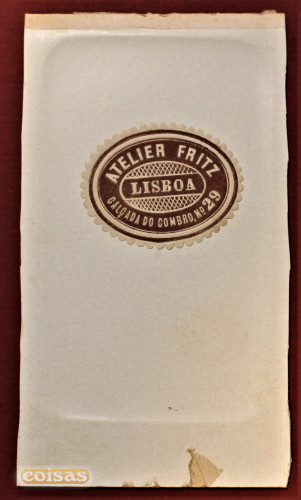 ATELIER FRITZ
LISBOA
CALÇADA DO COMBRO, Nº 29
coisas